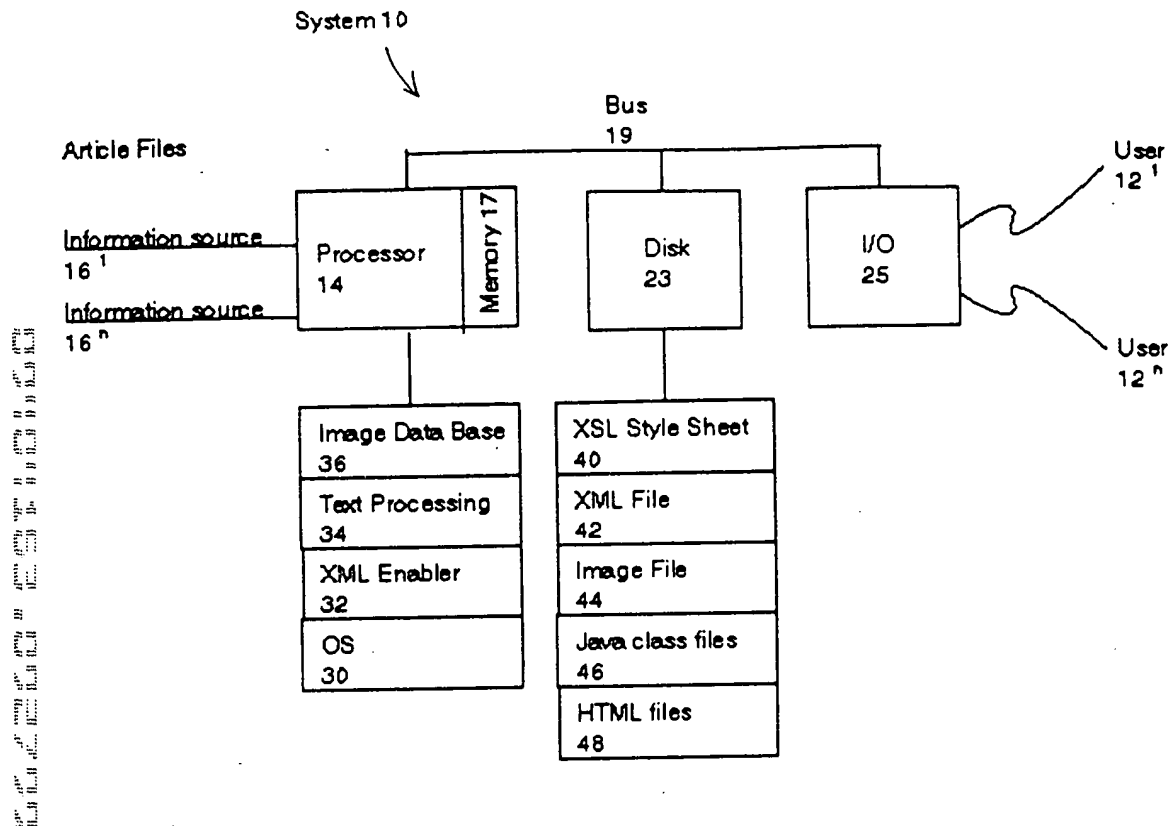 System 10
Bus
19
Article Files
User
12 1
Information source
16 1
Information source
16 n
Processor
14
Memory 17
Disk
23
I/O
25
User
12 n
Image Data Base
36
Text Processing
34
XML Enabler
32
OS
30
XSL Style Sheet
40
XML File
42
Image File
44
Java class files
46
HTML files
48